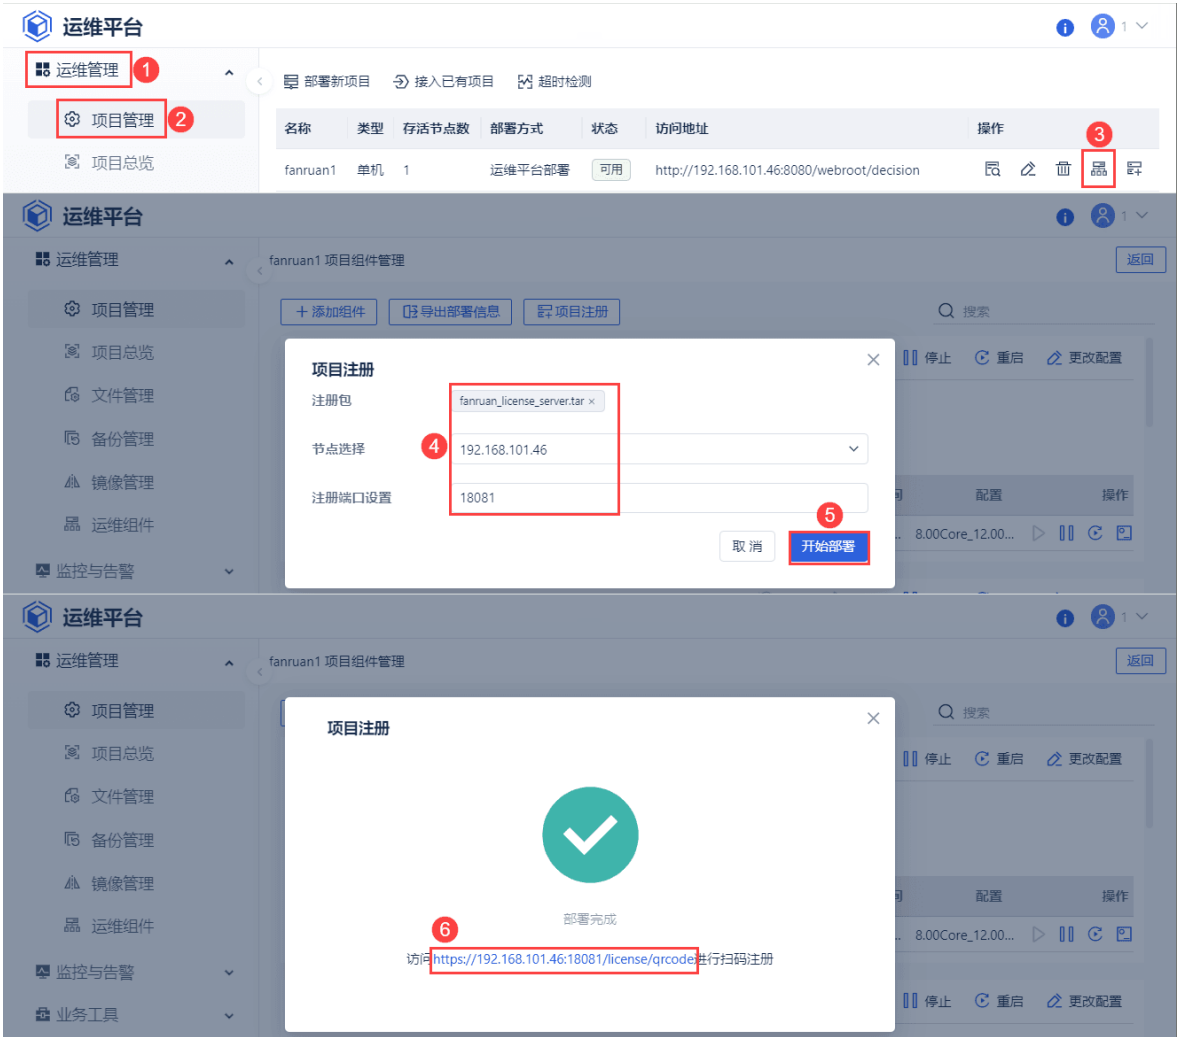 运维平台
1
运维管理 1
部署新项目 接入已有项目 超时检测
项目管理 2
名称 类型 存活节点数 部署方式 状态 访问地址 操作
3
项目总览
fanruan1 单机 1 运维平台部署 可用 http://192.168.101.46:8080/webroot/decision
运维平台
1
运维管理
fanruan1 项目组件管理 返回
项目管理
+ 添加组件 导出部署信息 项目注册 搜索
项目总览
停止 重启 更改配置
文件管理
备份管理
镜像管理
运维组件
监控与告警
配置 操作
8.00Core_12.00...
项目注册
注册包 fanruan_license_server.tar ×
节点选择 4 192.168.101.46
注册端口设置 18081
5
取消 开始部署
运维平台
1
运维管理
fanruan1 项目组件管理 返回
项目管理
搜索
项目总览
停止 重启 更改配置
文件管理
备份管理
镜像管理
运维组件
监控与告警
业务工具
配置 操作
8.00Core_12.00...
停止 重启 更改配置
项目注册
部署完成
6
访问https://192.168.101.46:18081/license/qrcode进行扫码注册